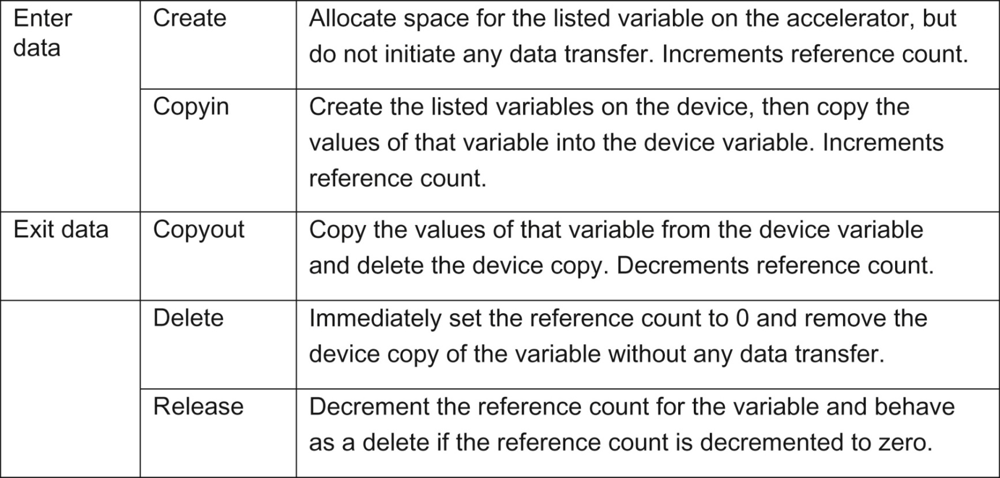 Enter
data
Create
Allocate space for the listed variable on the accelerator, but
do not initiate any data transfer. Increments reference count.
Copyin
Create the listed variables on the device, then copy the
values of that variable into the device variable. Increments
reference count.
Exit data
Copyout
Copy the values of that variable from the device variable
and delete the device copy. Decrements reference count.
Delete
Immediately set the reference count to 0 and remove the
device copy of the variable without any data transfer.
Release
Decrement the reference count for the variable and behave
as a delete if the reference count is decremented to zero.